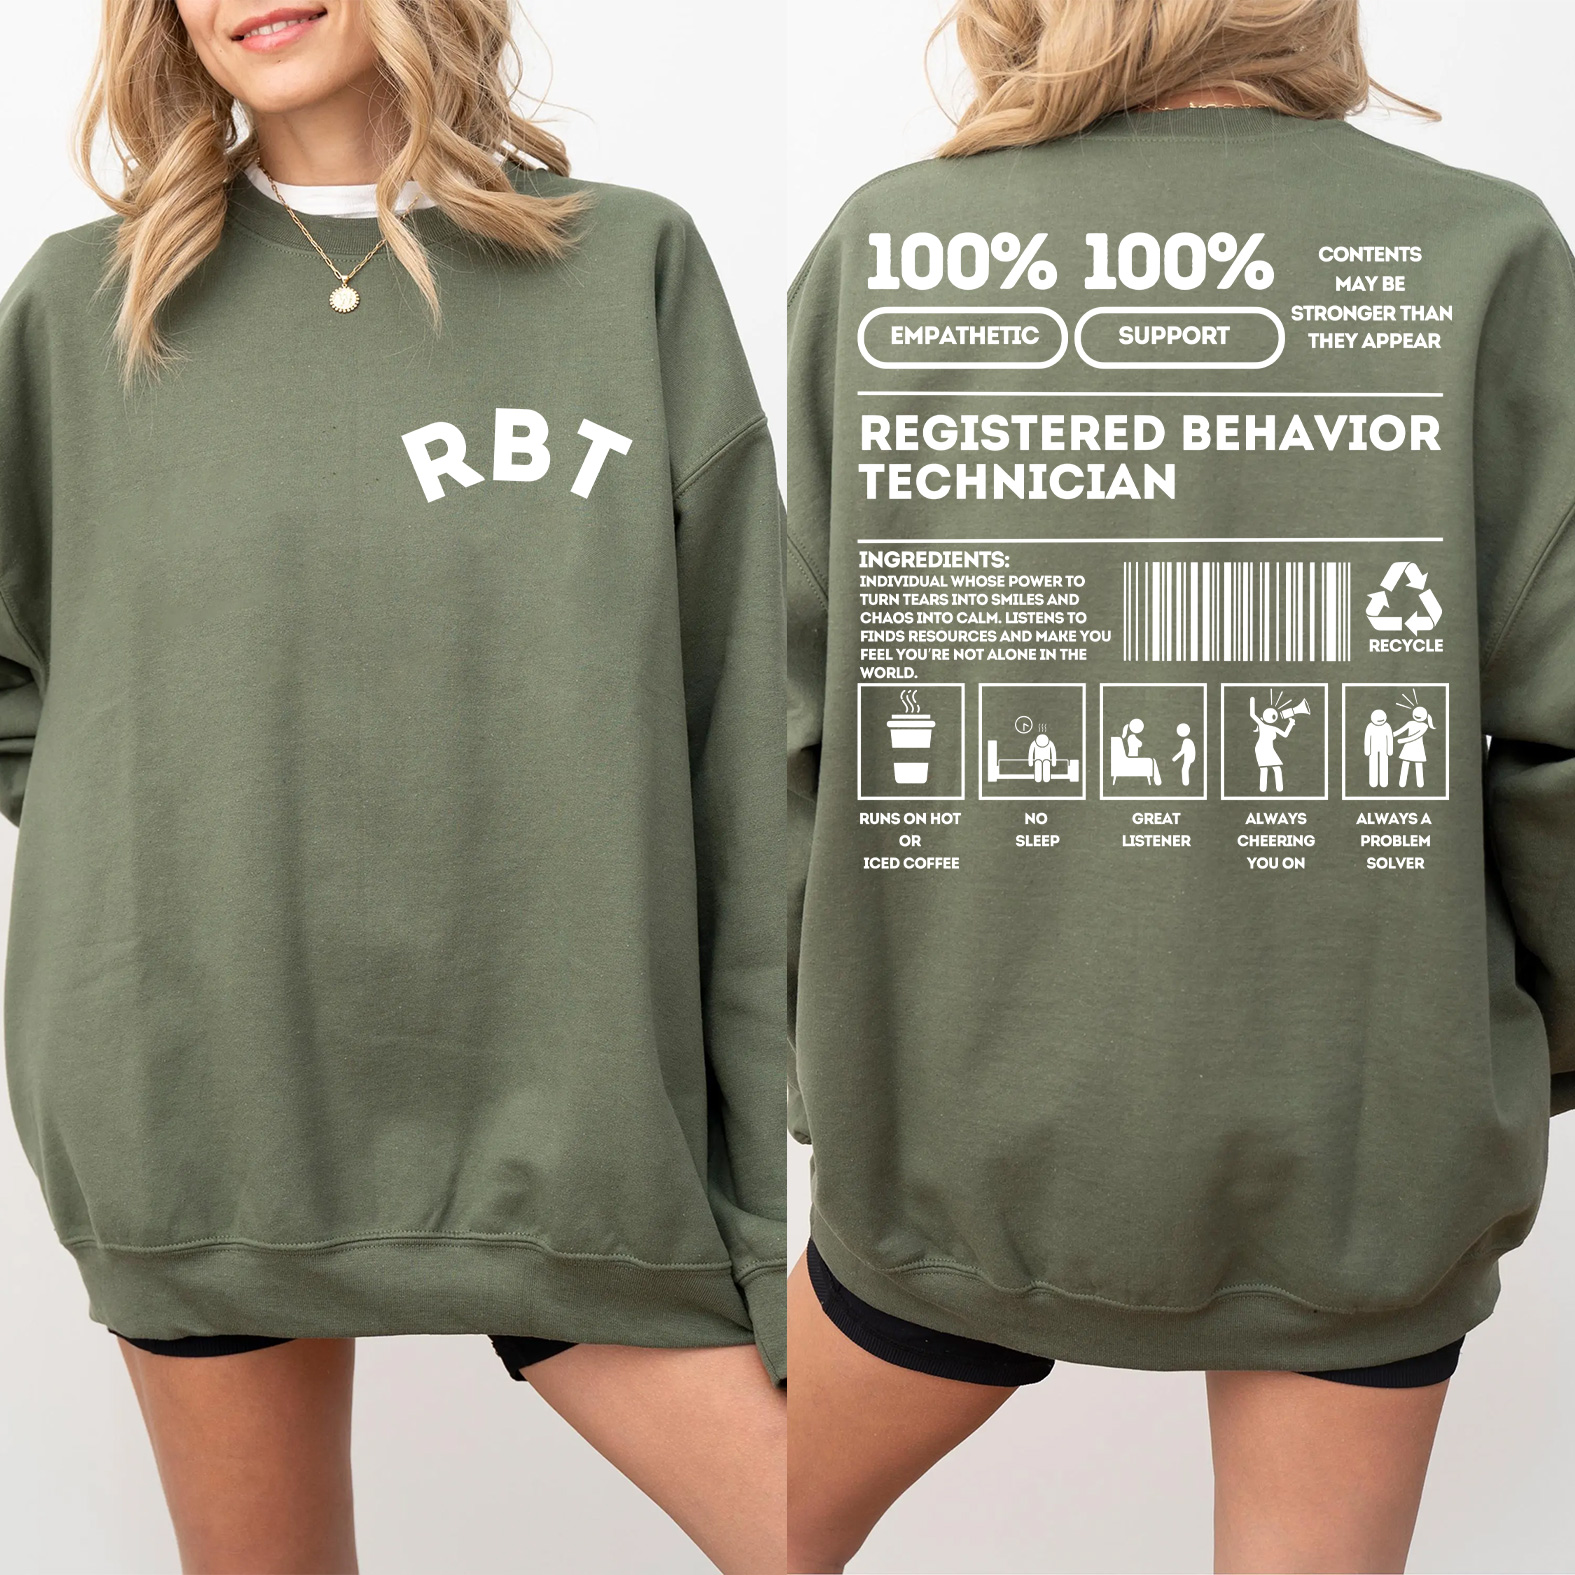 RBT
100% 100%
EMPATHETIC SUPPORT
CONTENTS
MAY BE
STRONGER THAN
THEY APPEAR
REGISTERED BEHAVIOR
TECHNICIAN
INGREDIENTS:
INDIVIDUAL WHOSE POWER TO
TURN TEARS INTO SMILES AND
CHAOS INTO CALM. LISTENS TO
FINDS RESOURCES AND MAKE YOU
FEEL YOU'RE NOT ALONE IN THE
WORLD.
RECYCLE
RUNS ON HOT
OR
ICED COFFEE
NO
SLEEP
GREAT
LISTENER
ALWAYS
CHEERING
YOU ON
ALWAYS A
PROBLEM
SOLVER